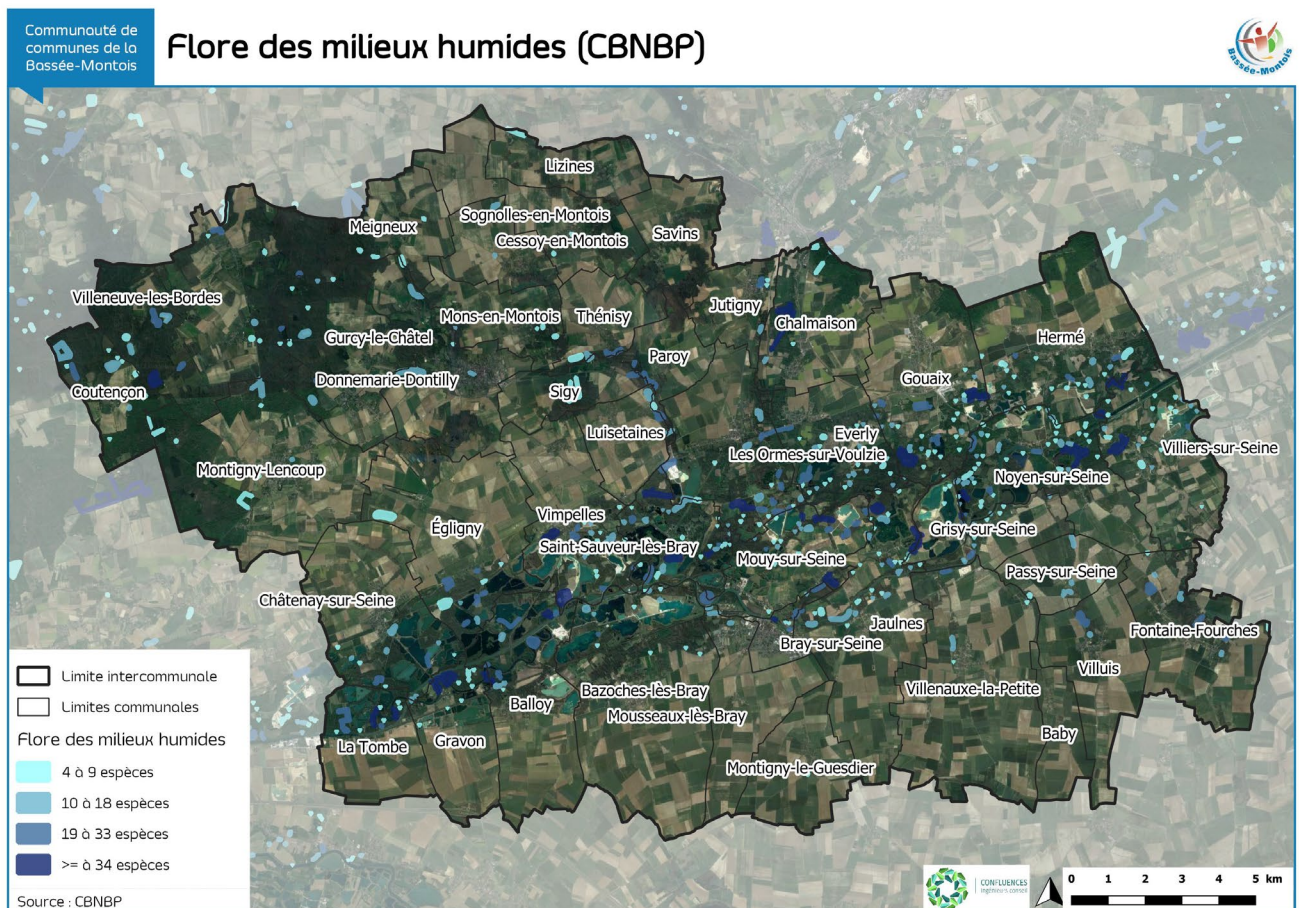 Communauté de
communes de la
Bassée-Montois
Flore des milieux humides (CBNBP)
Bassée-Montois
Lizines
Sognolles-en-Montois
Meigneux
Cessoy-en-Montois
Savins
Villeneuve-les-Bordes
Jutigny
Mons-en-Montois
Thénisy
Chalmaison
Gurcy-le-Châtel
Hermé
Paroy
Donnemarie-Dontilly
Gouaix
Coutençon
Sigy
Luisetaines
Everly
Les Ormes-sur-Voulzie
Villiers-sur-Seine
Montigny-Lencoup
Noyen-sur-Seine
Vimpelles
Égligny
Grisy-sur-Seine
Saint-Sauveur-lès-Bray
Mouy-sur-Seine
Passy-sur-Seine
Châtenay-sur-Seine
Jaulnes
Fontaine-Fourches
Bray-sur-Seine
Villuis
Bazoches-lès-Bray
Villenauxe-la-Petite
Balloy
Mousseaux-lès-Bray
Baby
La Tombe
Gravon
Montigny-le-Guesdier
Limite intercommunale
Limites communales
Flore des milieux humides
4 à 9 espèces
10 à 18 espèces
19 à 33 espèces
>= à 34 espèces
Source : CBNBP
CONFLUENCES
Ingénieurs conseil
0 1 2 3 4 5 km